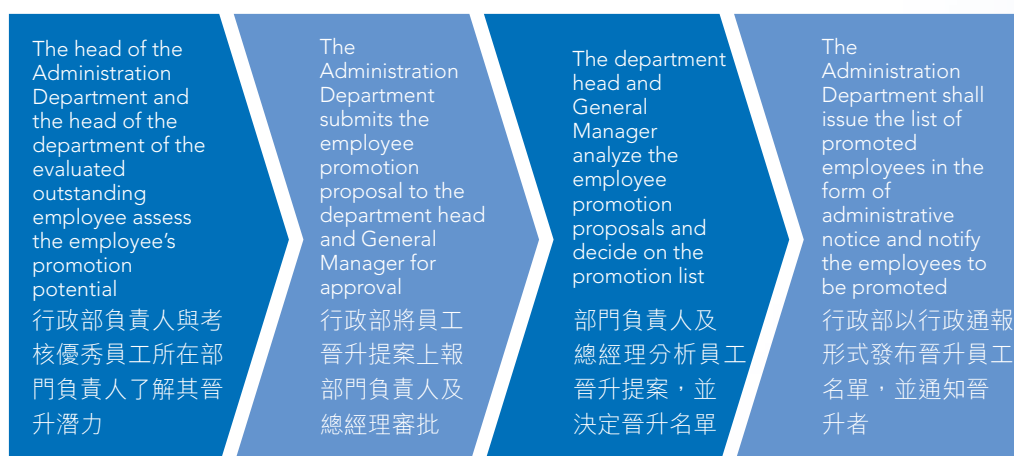 The head of the
Administration
Department and
the head of the
department of the
evaluated
outstanding
employee assess
the employee's
promotion
potential
行政部負責人與考
核優秀員工所在部
門負責人了解其晉
升潛力
The
Administration
Department
submits the
employee
promotion
proposal to the
department head
and General
Manager for
approval
行政部將員工
晉升提案上報
部門負責人及
總經理審批
The department
head and
General
Manager
analyze the
employee
promotion
proposals and
decide on the
promotion list
部門負責人及
總經理分析員工
晉升提案，並
決定晉升名單
The
Administration
Department shall
issue the list of
promoted
employees in the
form of
administrative
notice and notify
the employees to
be promoted
行政部以行政通報
形式發布晉升員工
名單，並通知晉
升者